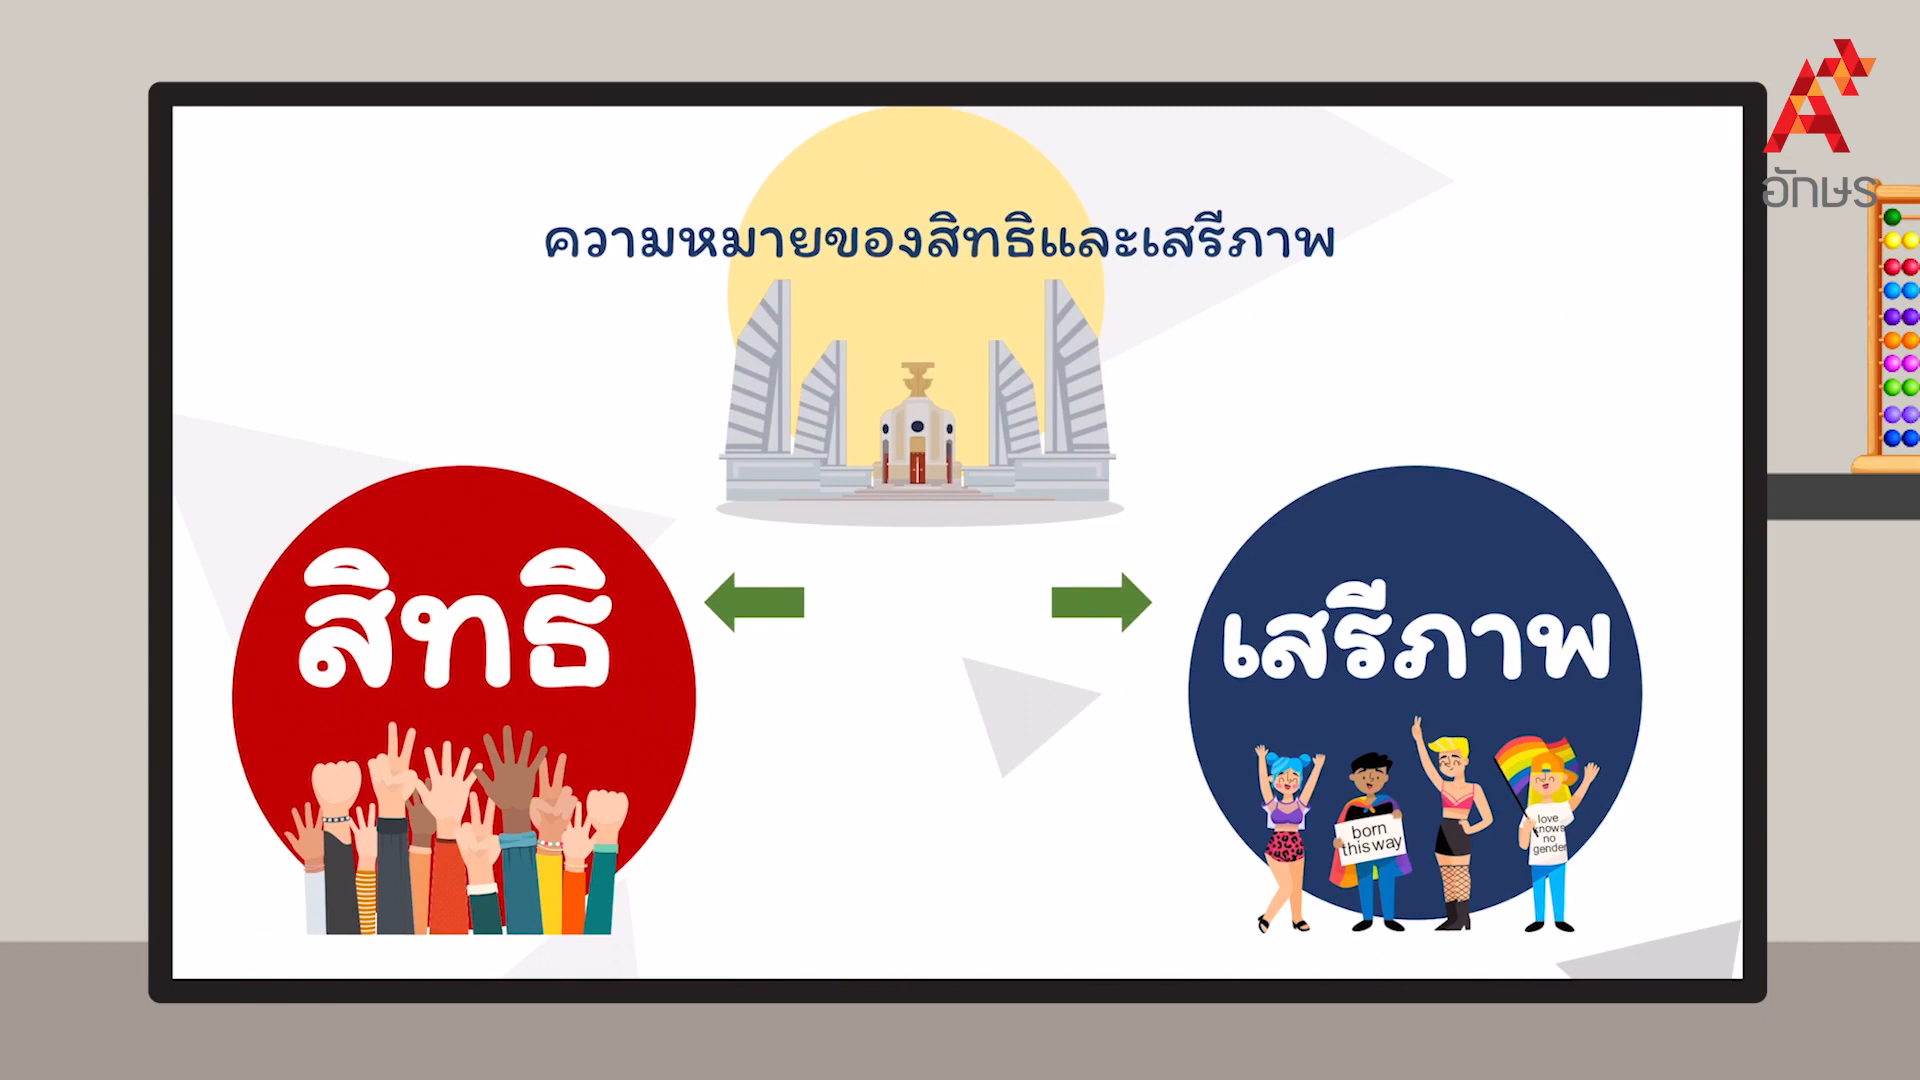 อักษร
ความหมายของสิทธิและเสรีภาพ
สิทธิ
เสรีภาพ
born
this way
love
knows
no
gender